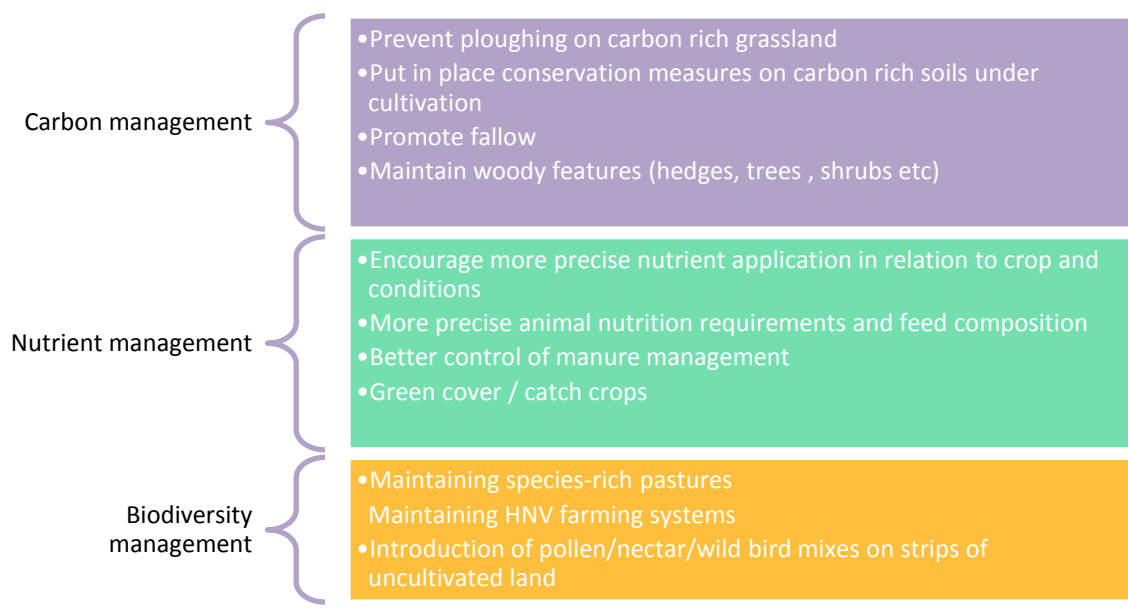 Carbon management
•Prevent ploughing on carbon rich grassland
•Put in place conservation measures on carbon rich soils under
cultivation
•Promote fallow
•Maintain woody features (hedges, trees , shrubs etc)
Nutrient management
•Encourage more precise nutrient application in relation to crop and
conditions
•More precise animal nutrition requirements and feed composition
•Better control of manure management
•Green cover / catch crops
Biodiversity
management
•Maintaining species-rich pastures
Maintaining HNV farming systems
•Introduction of pollen/nectar/wild bird mixes on strips of
uncultivated land